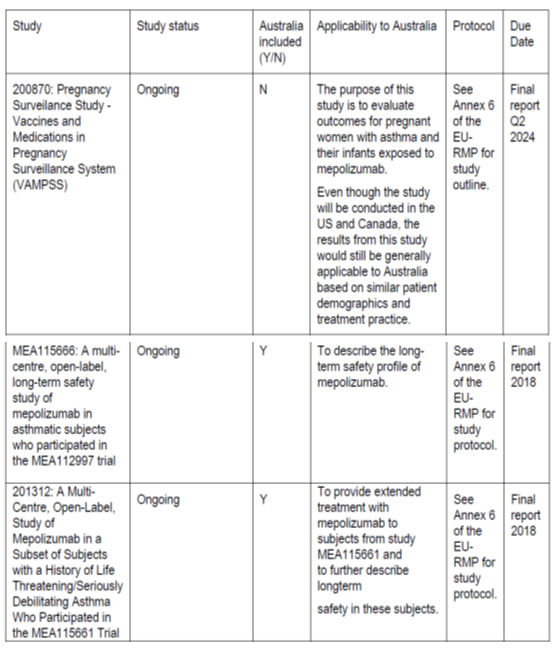 Study
Study status
Australia
included
(Y/N)
Applicability to Australia
Protocol
Due
Date
200870: Pregnancy
Surveilance Study -
Vaccines and
Medications in
Pregnancy
Surveillance System
(VAMPSS)
Ongoing
N
The purpose of this
study is to evaluate
outcomes for pregnant
women with asthma and
their infants exposed to
mepolizumab.
Even though the study
will be conducted in the
US and Canada, the
results from this study
would still be generally
applicable to Australia
based on similar patient
demographics and
treatment practice.
See
Annex 6
of the
EU-
RMP for
study
outline.
Final
report
Q2
2024
MEA115666: A multi-
centre, open-label,
long-term safety
study of
mepolizumab in
asthmatic subjects
who participated in
the MEA112997 trial
Ongoing
Y
To describe the long-
term safety profile of
mepolizumab.
See
Annex 6
of the
EU-
RMP for
study
protocol.
Final
report
2018
201312: A Multi-
Centre, Open-Label,
Study of
Mepolizumab in a
Subset of Subjects
with a History of Life
Threatening/Seriously
Debilitating Asthma
Who Participated in
the MEA115661 Trial
Ongoing
Y
To provide extended
treatment with
mepolizumab to
subjects from study
MEA115661 and
to further describe
longterm
safety in these subjects.
See
Annex 6
of the
EU-
RMP for
study
protocol.
Final
report
2018